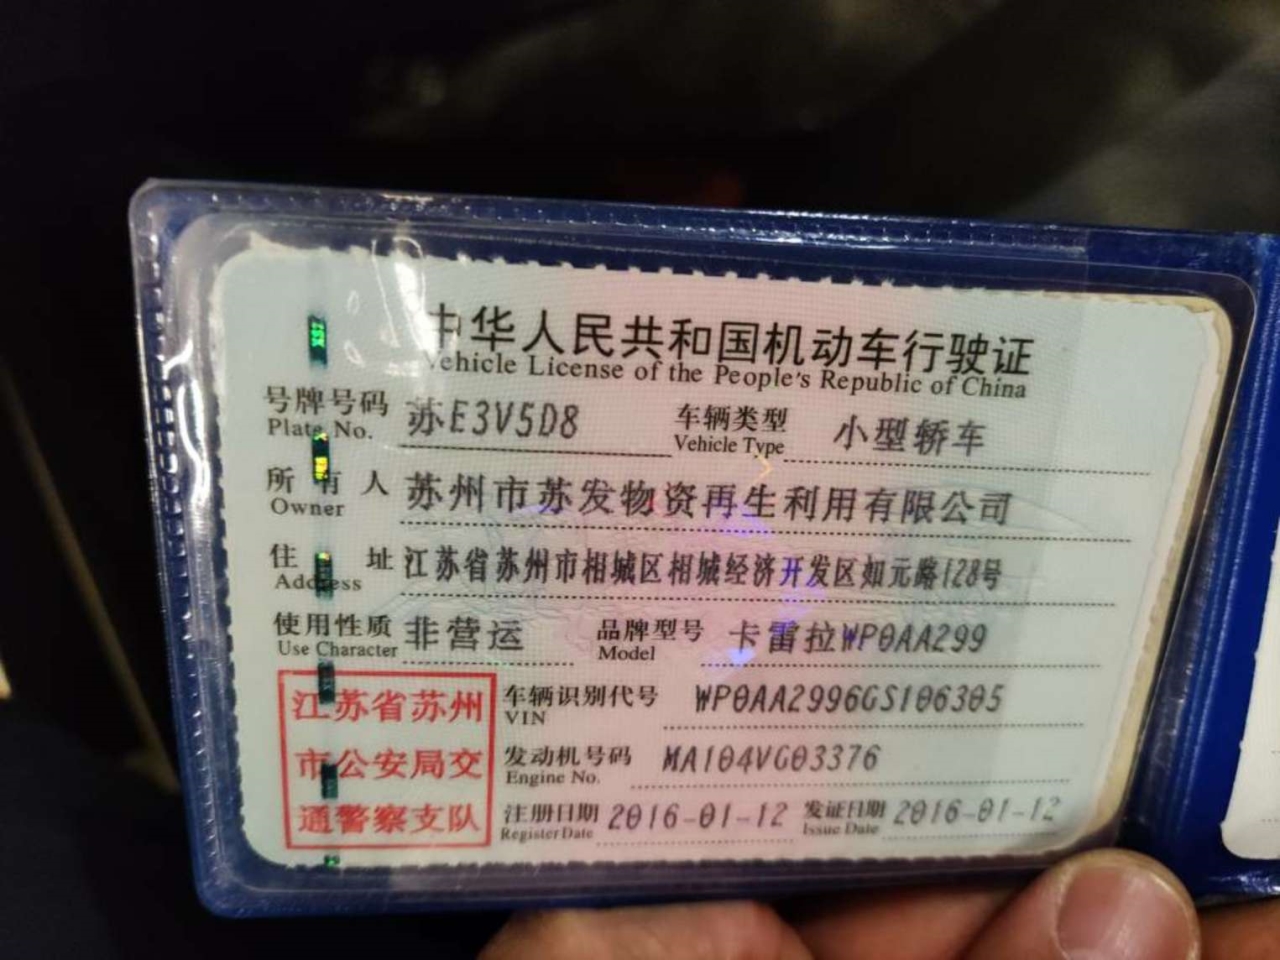 中华人民共和国机动车行驶证
Vehicle License of the People's Republic of China
号牌号码 苏E3V5D8 车辆类型 小型轿车
Plate No. Vehicle Type
所有人 苏州市苏发物资再生利用有限公司
Owner
住址 江苏省苏州市相城区相城经济开发区如元路128号
Address
使用性质 非营运 品牌型号 卡雷拉WP0AA299
Use Character Model
江苏省苏州
市公安局交
通警察支队
车辆识别代号 WP0AA2996GS106305
VIN
发动机号码 MA104VG03376
Engine No.
注册日期 2016-01-12 发证日期 2016-01-12
Register Date Issue Date